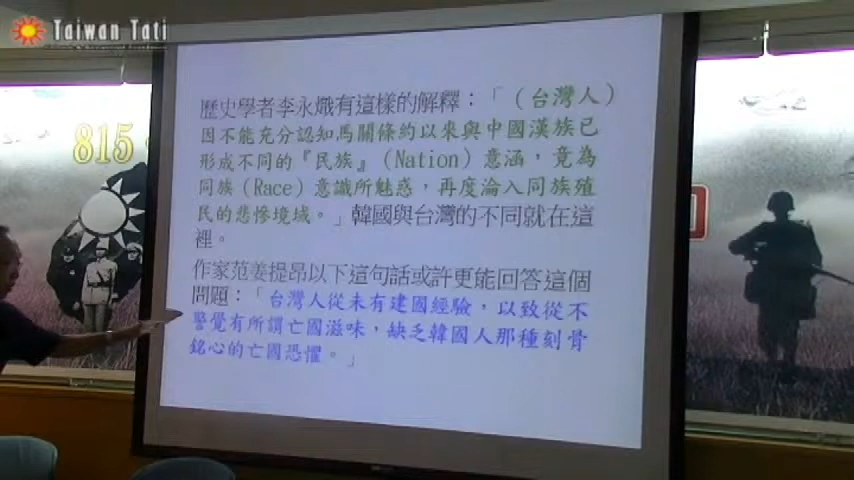 Taiwan Tati
815
歷史學者李永熾有這樣的解釋：「（台灣人）
因不能充分認知馬關條約以來與中國漢族已
形成不同的『民族』（Nation）意涵，竟為
同族（Race）意識所魅惑，再度淪入同族殖
民的悲慘境域。」韓國與台灣的不同就在這
裡。
作家范姜提昂以下這句話或許更能回答這個
問題：「台灣人從未有建國經驗，以致從不
警覺有所謂亡國滋味，缺乏韓國人那種刻骨
銘心的亡國恐懼。」